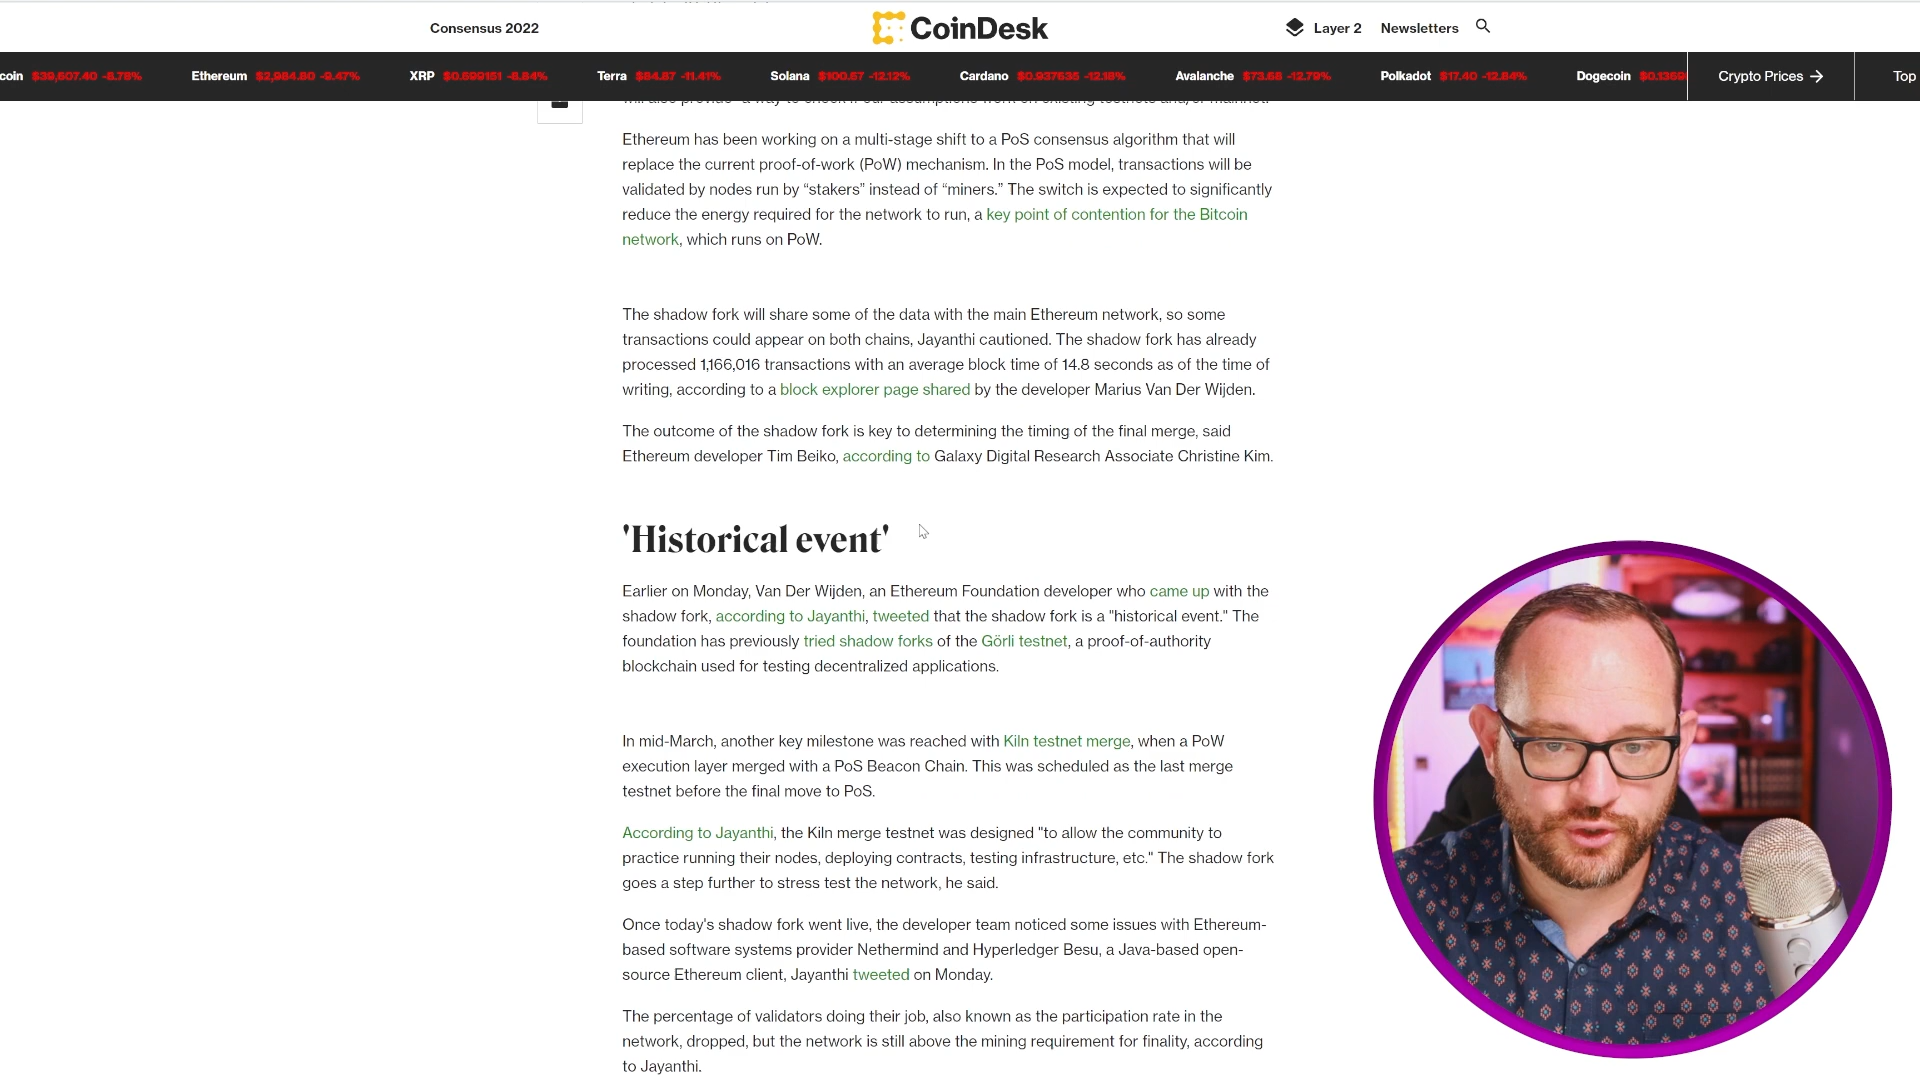 Consensus 2022
CoinDesk
Layer 2
Newsletters
coin $39,607.40 -8.78% Ethereum $2,984.80 -9.47% XRP $0.699151 -8.84% Terra $84.87 -11.41% Solana $100.67 -12.12% Cardano $0.937635 -12.18% Avalanche $73.68 -12.79% Polkadot $17.40 -12.84% Dogecoin Crypto Prices Top
will also provide "a way to check if our assumptions work on existing testnets and/or mainnet."
Ethereum has been working on a multi-stage shift to a PoS consensus algorithm that will
replace the current proof-of-work (PoW) mechanism. In the PoS model, transactions will be
validated by nodes run by “stakers” instead of “miners.” The switch is expected to significantly
reduce the energy required for the network to run, a key point of contention for the Bitcoin
network, which runs on PoW.
The shadow fork will share some of the data with the main Ethereum network, so some
transactions could appear on both chains, Jayanthi cautioned. The shadow fork has already
processed 1,166,016 transactions with an average block time of 14.8 seconds as of the time of
writing, according to a block explorer page shared by the developer Marius Van Der Wijden.
The outcome of the shadow fork is key to determining the timing of the final merge, said
Ethereum developer Tim Beiko, according to Galaxy Digital Research Associate Christine Kim.
'Historical event'
Earlier on Monday, Van Der Wijden, an Ethereum Foundation developer who came up with the
shadow fork, according to Jayanthi, tweeted that the shadow fork is a "historical event." The
foundation has previously tried shadow forks of the Görli testnet, a proof-of-authority
blockchain used for testing decentralized applications.
In mid-March, another key milestone was reached with Kiln testnet merge, when a PoW
execution layer merged with a PoS Beacon Chain. This was scheduled as the last merge
testnet before the final move to PoS.
According to Jayanthi, the Kiln merge testnet was designed "to allow the community to
practice running their nodes, deploying contracts, testing infrastructure, etc." The shadow fork
goes a step further to stress test the network, he said.
Once today's shadow fork went live, the developer team noticed some issues with Ethereum-
based software systems provider Nethermind and Hyperledger Besu, a Java-based open-
source Ethereum client, Jayanthi tweeted on Monday.
The percentage of validators doing their job, also known as the participation rate in the
network, dropped, but the network is still above the mining requirement for finality, according
to Jayanthi.